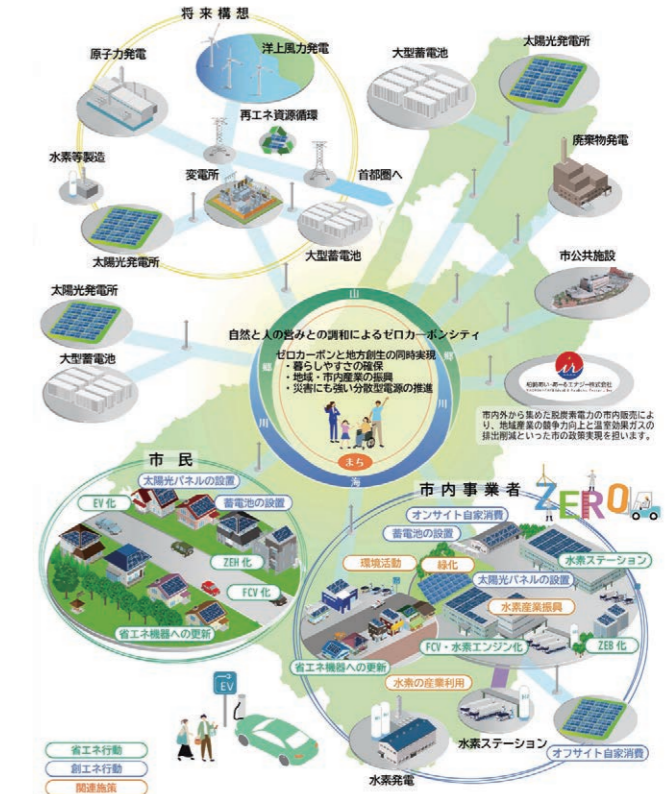 将来構想
原子力発電
洋上風力発電
再エネ資源循環
水素等製造
変電所
首都圏へ
太陽光発電所
大型蓄電池
大型蓄電池
太陽光発電所
廃棄物発電
市公共施設
太陽光発電所
大型蓄電池
山
郷
郷
川
川
海
まち
自然と人の営みとの調和によるゼロカーボンシティ
ゼロカーボンと地方創生の同時実現
・暮らしやすさの確保
・地域・市内産業の振興
・災害にも強い分散型電源の推進
市内外から集めた脱炭素電力の市内販売によ
り、地域産業の競争力向上と温室効果ガスの
排出削減といった市の政策実現を担います。
市民
太陽光パネルの設置
EV化
蓄電池の設置
ZEH化
FCV化
省エネ機器への更新
市内事業者
ZERO
オンサイト自家消費
蓄電池の設置
水素ステーション
環境活動
緑化
太陽光パネルの設置
水素産業振興
省エネ機器への更新
FCV・水素エンジン化
ZEB化
水素の産業利用
水素ステーション
オフサイト自家消費
水素発電
EV
省エネ行動
創エネ行動
関連施策